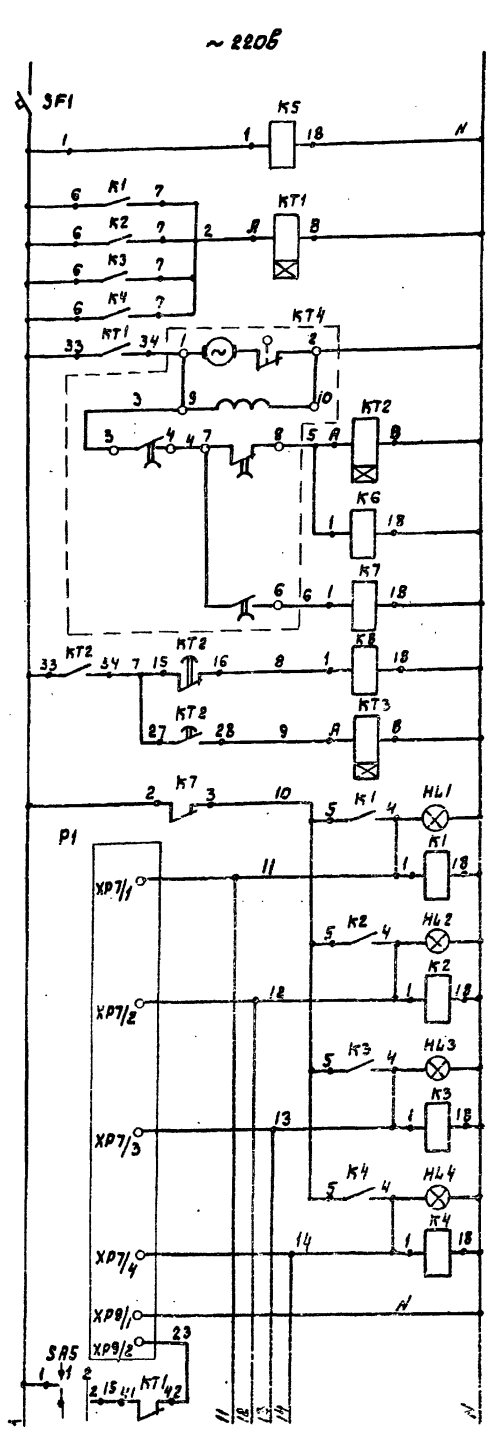 ~ 220в
SF1
K5
1 1 18 N
6 K1 7
KT1
6 K2 7 2 A B
6 K3 7
6 K4 7
KT4
33 KT1 34 1 ~ 2
3 9 10
KT2
3 4 4 7 8 5 A B
K6
1 18
K7
6 6 1 18
K8
33 KT2 34 7 15 KT2 16 8 1 18
KT3
27 KT2 28 9 A B
2 K7 3 10
5 K1 4 HL1
P1
K1
XP7/1 11 1 18
5 K2 4 HL2
K2
XP7/2 12 1 18
5 K3 4 HL3
K3
XP7/3 13 1 18
5 K4 4 HL4
K4
XP7/4 14 1 18
XP9/1 N
XP9/2 23
SA5
1 1 2
2 15 41 KT1 42
1 11 12 13 14 N